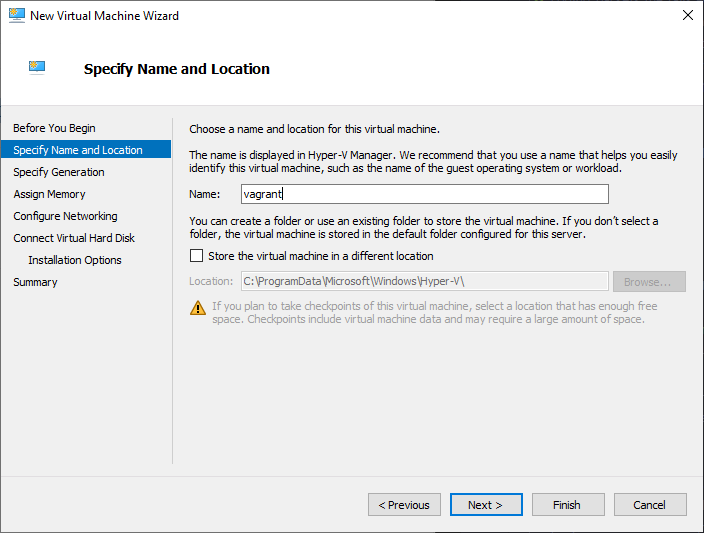 New Virtual Machine Wizard
Specify Name and Location
Before You Begin
Specify Name and Location
Specify Generation
Assign Memory
Configure Networking
Connect Virtual Hard Disk
Installation Options
Summary
Choose a name and location for this virtual machine.
The name is displayed in Hyper-V Manager. We recommend that you use a name that helps you easily
identify this virtual machine, such as the name of the guest operating system or workload.
Name: vagrant
You can create a folder or use an existing folder to store the virtual machine. If you don't select a
folder, the virtual machine is stored in the default folder configured for this server.
Store the virtual machine in a different location
Location: C:\ProgramData\Microsoft\Windows\Hyper-V\ Browse...
If you plan to take checkpoints of this virtual machine, select a location that has enough free
space. Checkpoints include virtual machine data and may require a large amount of space.
< Previous Next > Finish Cancel